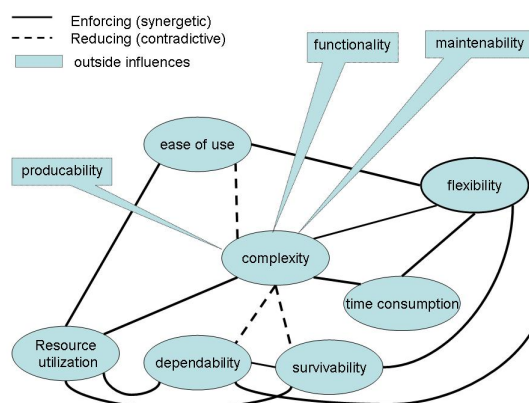 Enforcing (synergetic)
Reducing (contradictive)
outside influences
functionality
maintenability
ease of use
producability
flexibility
complexity
time consumption
Resource
utilization
dependability
survivability